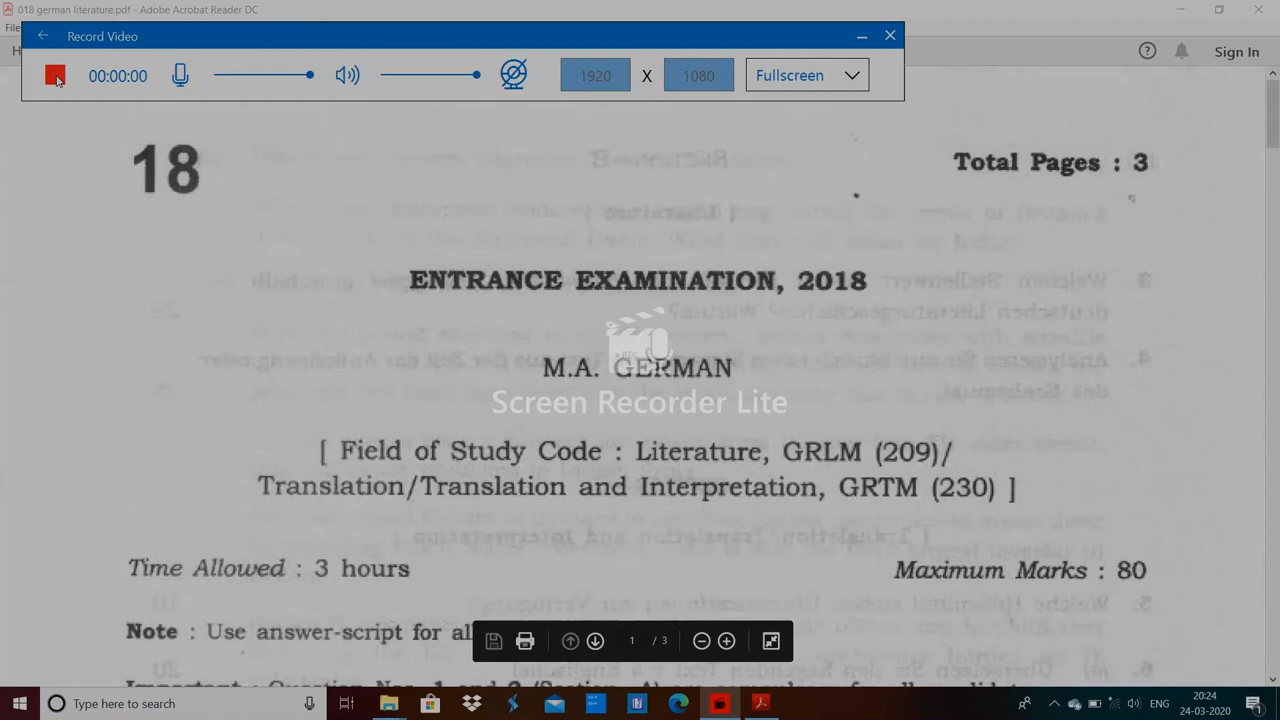 018 german literature.pdf - Adobe Acrobat Reader DC
Record Video
00:00:00
1920 X 1080 Fullscreen
Sign In
18
Total Pages : 3
ENTRANCE EXAMINATION, 2018
REC
M.A. GERMAN
Screen Recorder Lite
[ Field of Study Code : Literature, GRLM (209)/
Translation/Translation and Interpretation, GRTM (230) ]
Time Allowed : 3 hours
Maximum Marks : 80
Note : Use answer-script for al
1 / 3
Type here to search
ENG
20:24
24-03-2020